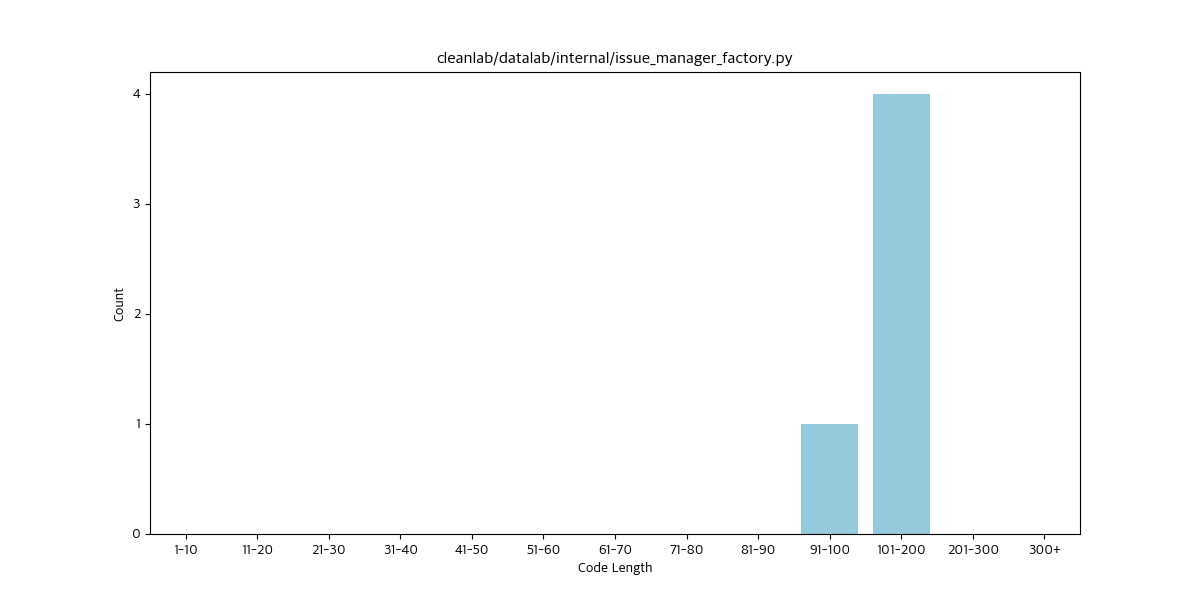 cleanlab/datalab/internal/issue_manager_factory.py
4
3
2
1
0
Count
1-10 11-20 21-30 31-40 41-50 51-60 61-70 71-80 81-90 91-100 101-200 201-300 300+
Code Length